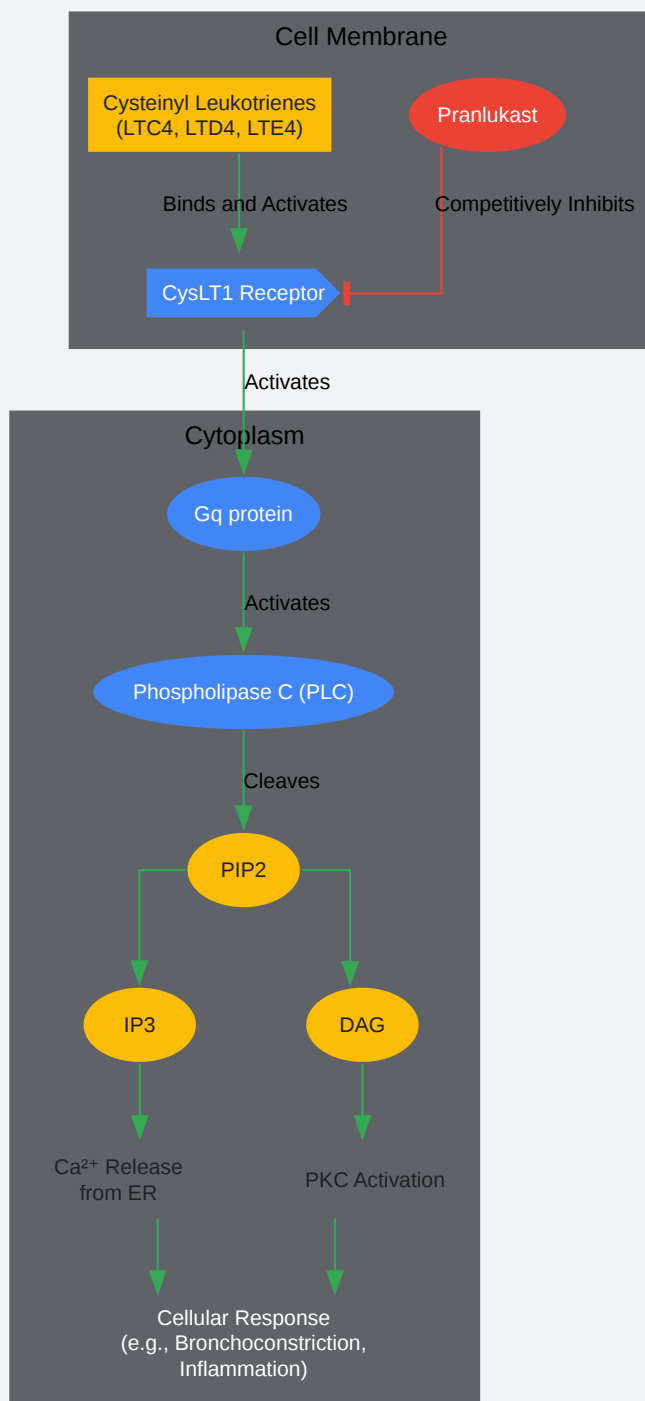 Cell Membrane
Cysteinyl Leukotrienes
(LTC4, LTD4, LTE4)
Pranlukast
Binds and Activates
Competitively Inhibits
CysLT1 Receptor
Activates
Cytoplasm
Gq protein
Activates
Phospholipase C (PLC)
Cleaves
PIP2
IP3
DAG
Ca²⁺ Release
from ER
PKC Activation
Cellular Response
(e.g., Bronchoconstriction,
Inflammation)